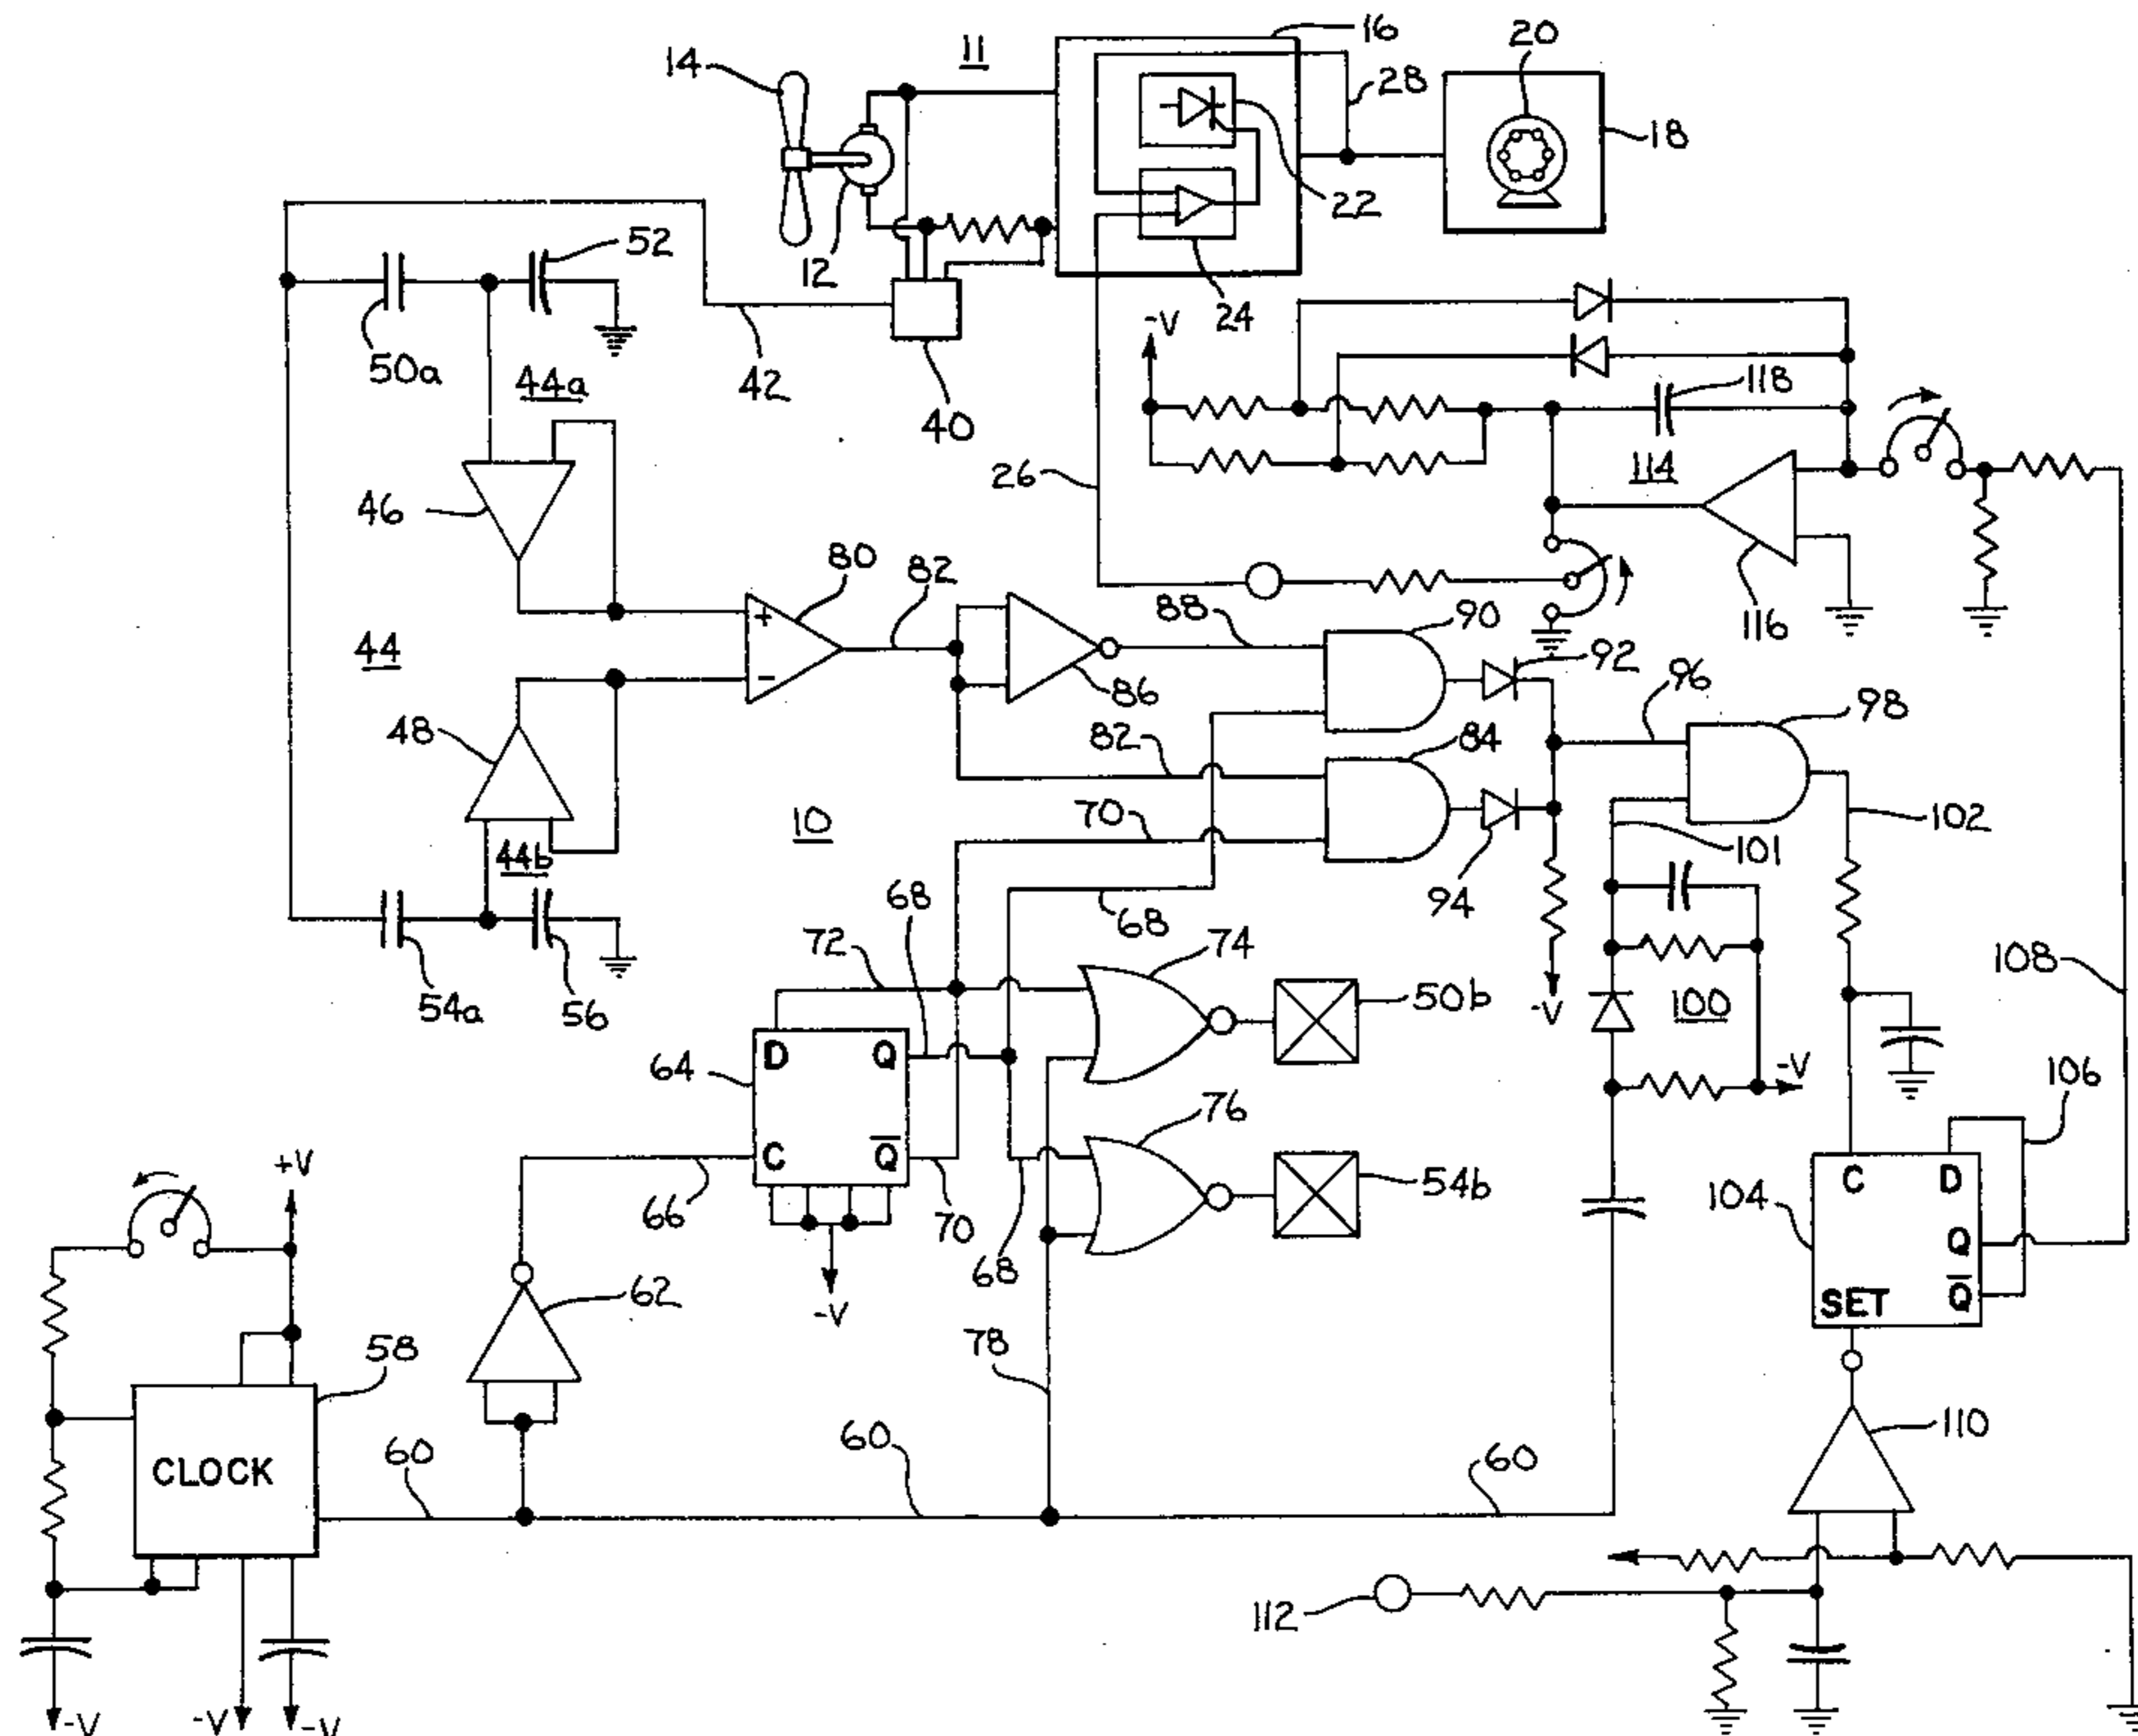 14
11
16
20
28
18
12
22
24
52
50a
44a
42
40
-V
118
26
114
46
80
82
116
44
88
90
92
86
96
98
48
82
84
10
70
102
44b
101
68
94
68
72
74
54a
56
108
50b
-V
100
68
64
D
Q
-V
106
76
C
Q̅
54b
+V
C
D
66
70
104
68
Q
62
-V
SET
Q̅
78
58
110
60
60
60
CLOCK
112
-V
-V
-V